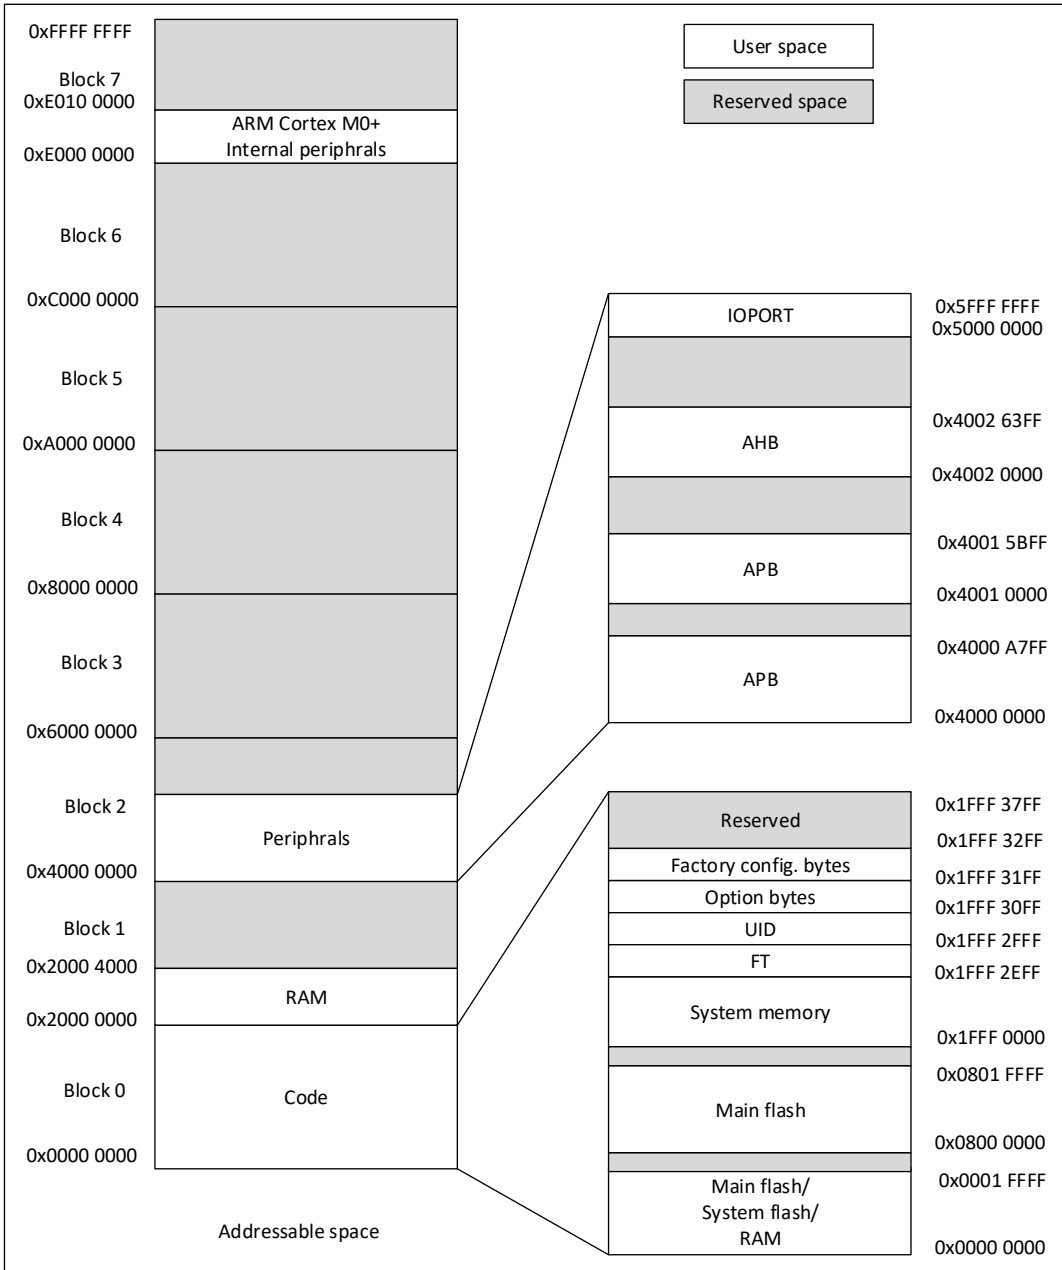 0xFFFF FFFF
Block 7
0xE010 0000
ARM Cortex M0+
Internal periphrals
0xE000 0000
Block 6
0xC000 0000
Block 5
0xA000 0000
Block 4
0x8000 0000
Block 3
0x6000 0000
Block 2
Periphrals
0x4000 0000
Block 1
0x2000 4000
RAM
0x2000 0000
Block 0
Code
0x0000 0000
Addressable space
User space
Reserved space
IOPORT
0x5FFF FFFF
0x5000 0000
AHB
0x4002 63FF
0x4002 0000
APB
0x4001 5BFF
0x4001 0000
APB
0x4000 A7FF
0x4000 0000
Reserved
0x1FFF 37FF
0x1FFF 32FF
Factory config. bytes
0x1FFF 31FF
Option bytes
0x1FFF 30FF
UID
0x1FFF 2FFF
FT
0x1FFF 2EFF
System memory
0x1FFF 0000
0x0801 FFFF
Main flash
0x0800 0000
0x0001 FFFF
Main flash/
System flash/
RAM
0x0000 0000